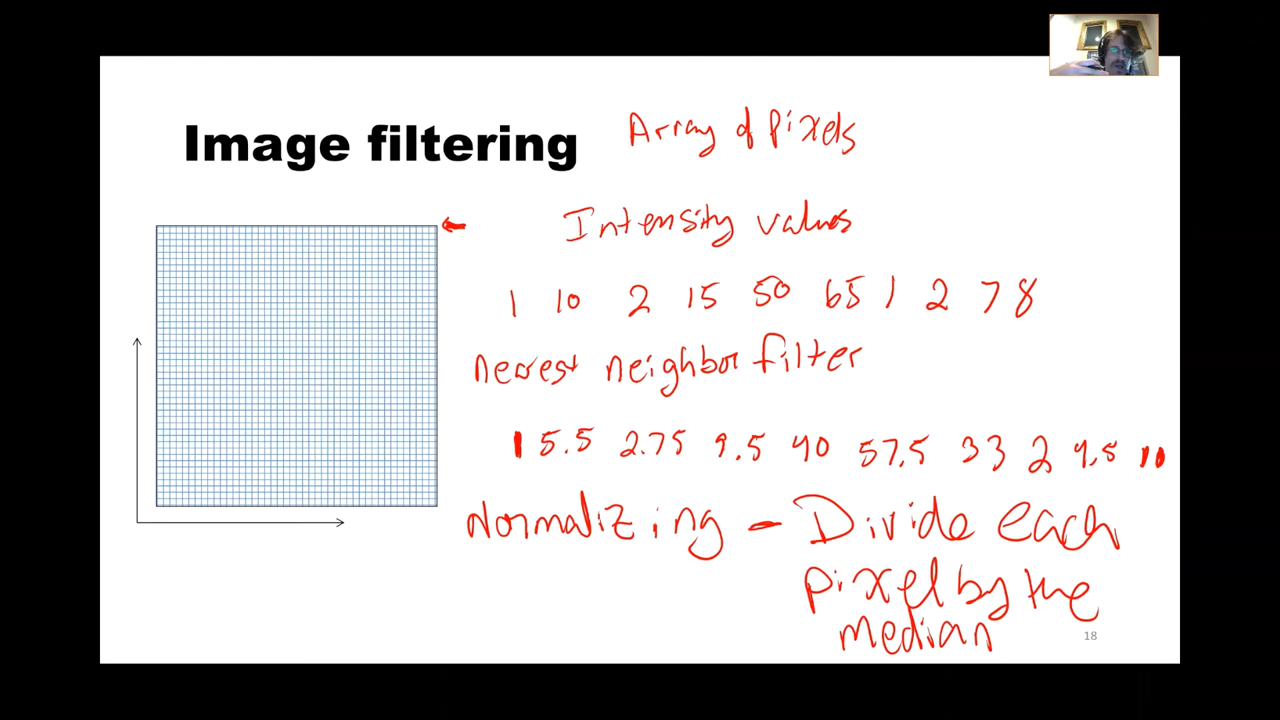 Image filtering
Array of pixels
Intensity values
1 10 2 15 50 65 1 2 7 8
nearest neighbor filter
1 5.5 2.75 9.5 40 57.5 33 2 9.5 10
Normalizing - Divide each
pixel by the
median
18